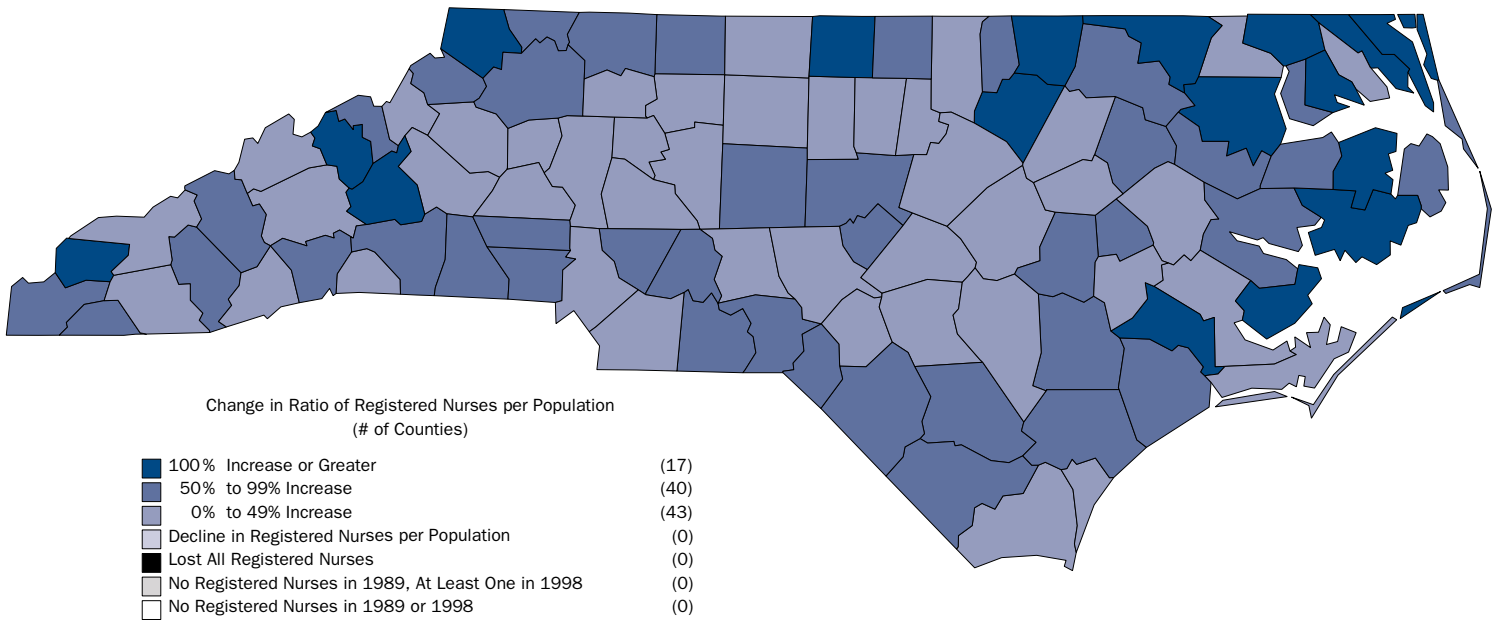 Change in Ratio of Registered Nurses per Population
(# of Counties)
100% Increase or Greater (17)
50% to 99% Increase (40)
0% to 49% Increase (43)
Decline in Registered Nurses per Population (0)
Lost All Registered Nurses (0)
No Registered Nurses in 1989, At Least One in 1998 (0)
No Registered Nurses in 1989 or 1998 (0)